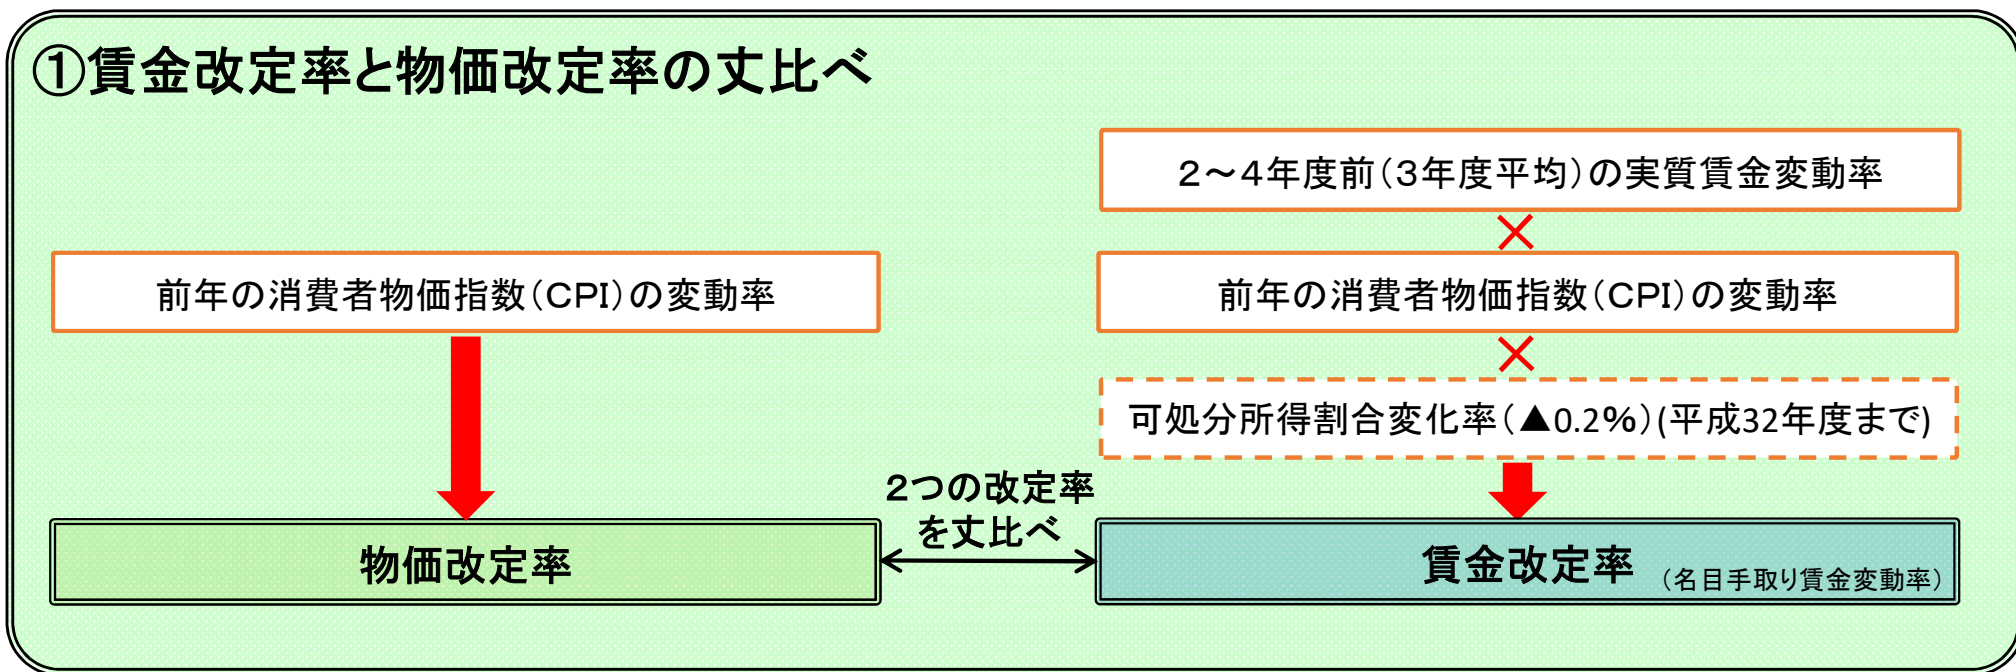 ①賃金改定率と物価改定率の丈比べ
2~4年度前(3年度平均)の実質賃金変動率
×
前年の消費者物価指数(CPI)の変動率
前年の消費者物価指数(CPI)の変動率
×
可処分所得割合変化率(▲0.2%)(平成32年度まで)
2つの改定率
を丈比べ
物価改定率
賃金改定率 (名目手取り賃金変動率)